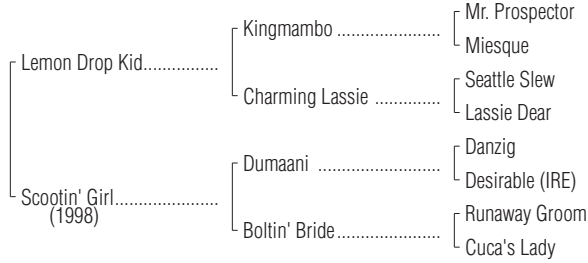 Mr. Prospector
Kingmambo ......................
Miesque
Lemon Drop Kid................
Seattle Slew
Charming Lassie ..............
Lassie Dear
Danzig
Dumaani ..........................
Desirable (IRE)
Scootin' Girl......................
(1998)
Runaway Groom
Boltin' Bride......................
Cuca's Lady